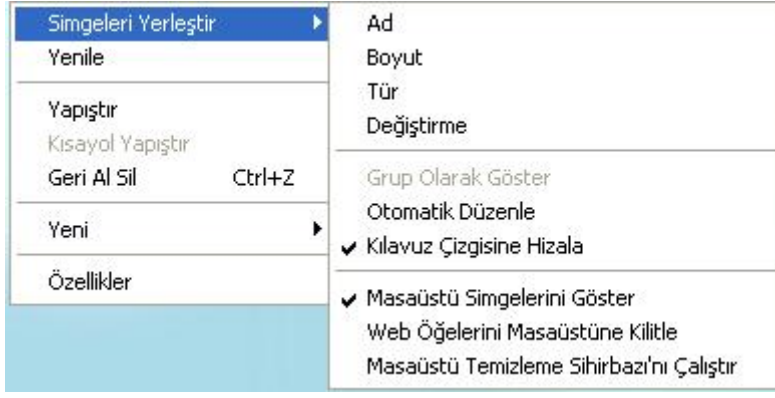 Simgeleri Yerleştir
Yenile
Yapıştır
Kısayol Yapıştır
Geri Al Sil Ctrl+Z
Yeni
Özellikler
Ad
Boyut
Tür
Değiştirme
Grup Olarak Göster
Otomatik Düzenle
Kılavuz Çizgisine Hizala
Masaüstü Simgelerini Göster
Web Öğelerini Masaüstüne Kilitle
Masaüstü Temizleme Sihirbazı'nı Çalıştır